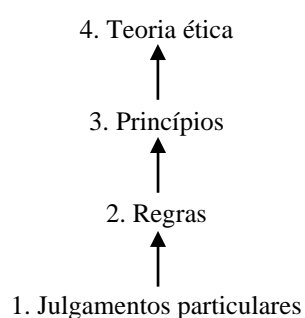 4. Teoria ética
3. Princípios
2. Regras
1. Julgamentos particulares